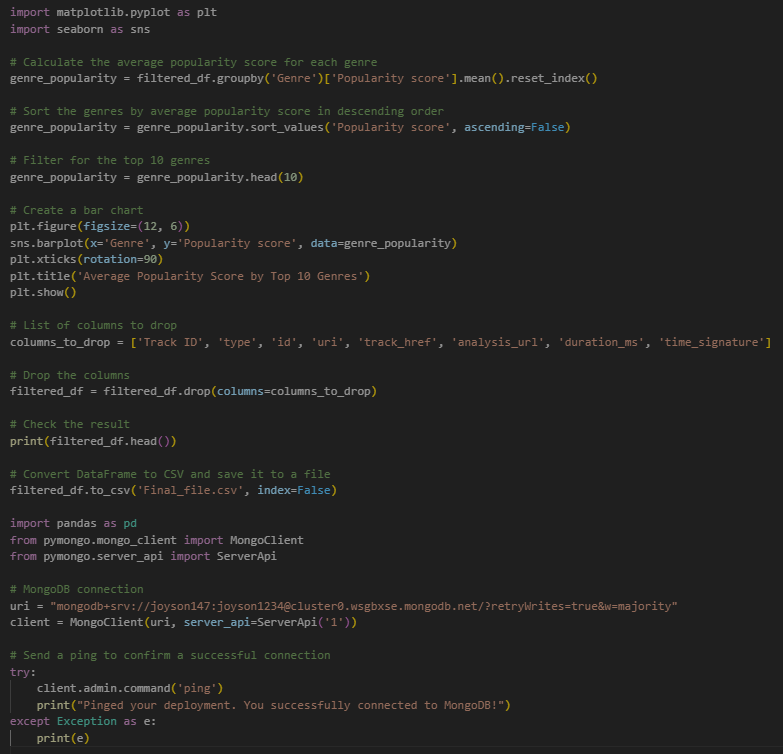 import matplotlib.pyplot as plt
import seaborn as sns
# Calculate the average popularity score for each genre
genre_popularity = filtered_df.groupby('Genre')['Popularity score'].mean().reset_index()
# Sort the genres by average popularity score in descending order
genre_popularity = genre_popularity.sort_values('Popularity score', ascending=False)
# Filter for the top 10 genres
genre_popularity = genre_popularity.head(10)
# Create a bar chart
plt.figure(figsize=(12, 6))
sns.barplot(x='Genre', y='Popularity score', data=genre_popularity)
plt.xticks(rotation=90)
plt.title('Average Popularity Score by Top 10 Genres')
plt.show()
# List of columns to drop
columns_to_drop = ['Track ID', 'type', 'id', 'uri', 'track_href', 'analysis_url', 'duration_ms', 'time_signature']
# Drop the columns
filtered_df = filtered_df.drop(columns=columns_to_drop)
# Check the result
print(filtered_df.head())
# Convert DataFrame to CSV and save it to a file
filtered_df.to_csv('Final_file.csv', index=False)
import pandas as pd
from pymongo.mongo_client import MongoClient
from pymongo.server_api import ServerApi
# MongoDB connection
uri = "mongodb+srv://joyson147:joyson1234@cluster0.wsgbxse.mongodb.net/?retryWrites=true&w=majority"
client = MongoClient(uri, server_api=ServerApi('1'))
# Send a ping to confirm a successful connection
try:
    client.admin.command('ping')
    print("Pinged your deployment. You successfully connected to MongoDB!")
except Exception as e:
    print(e)